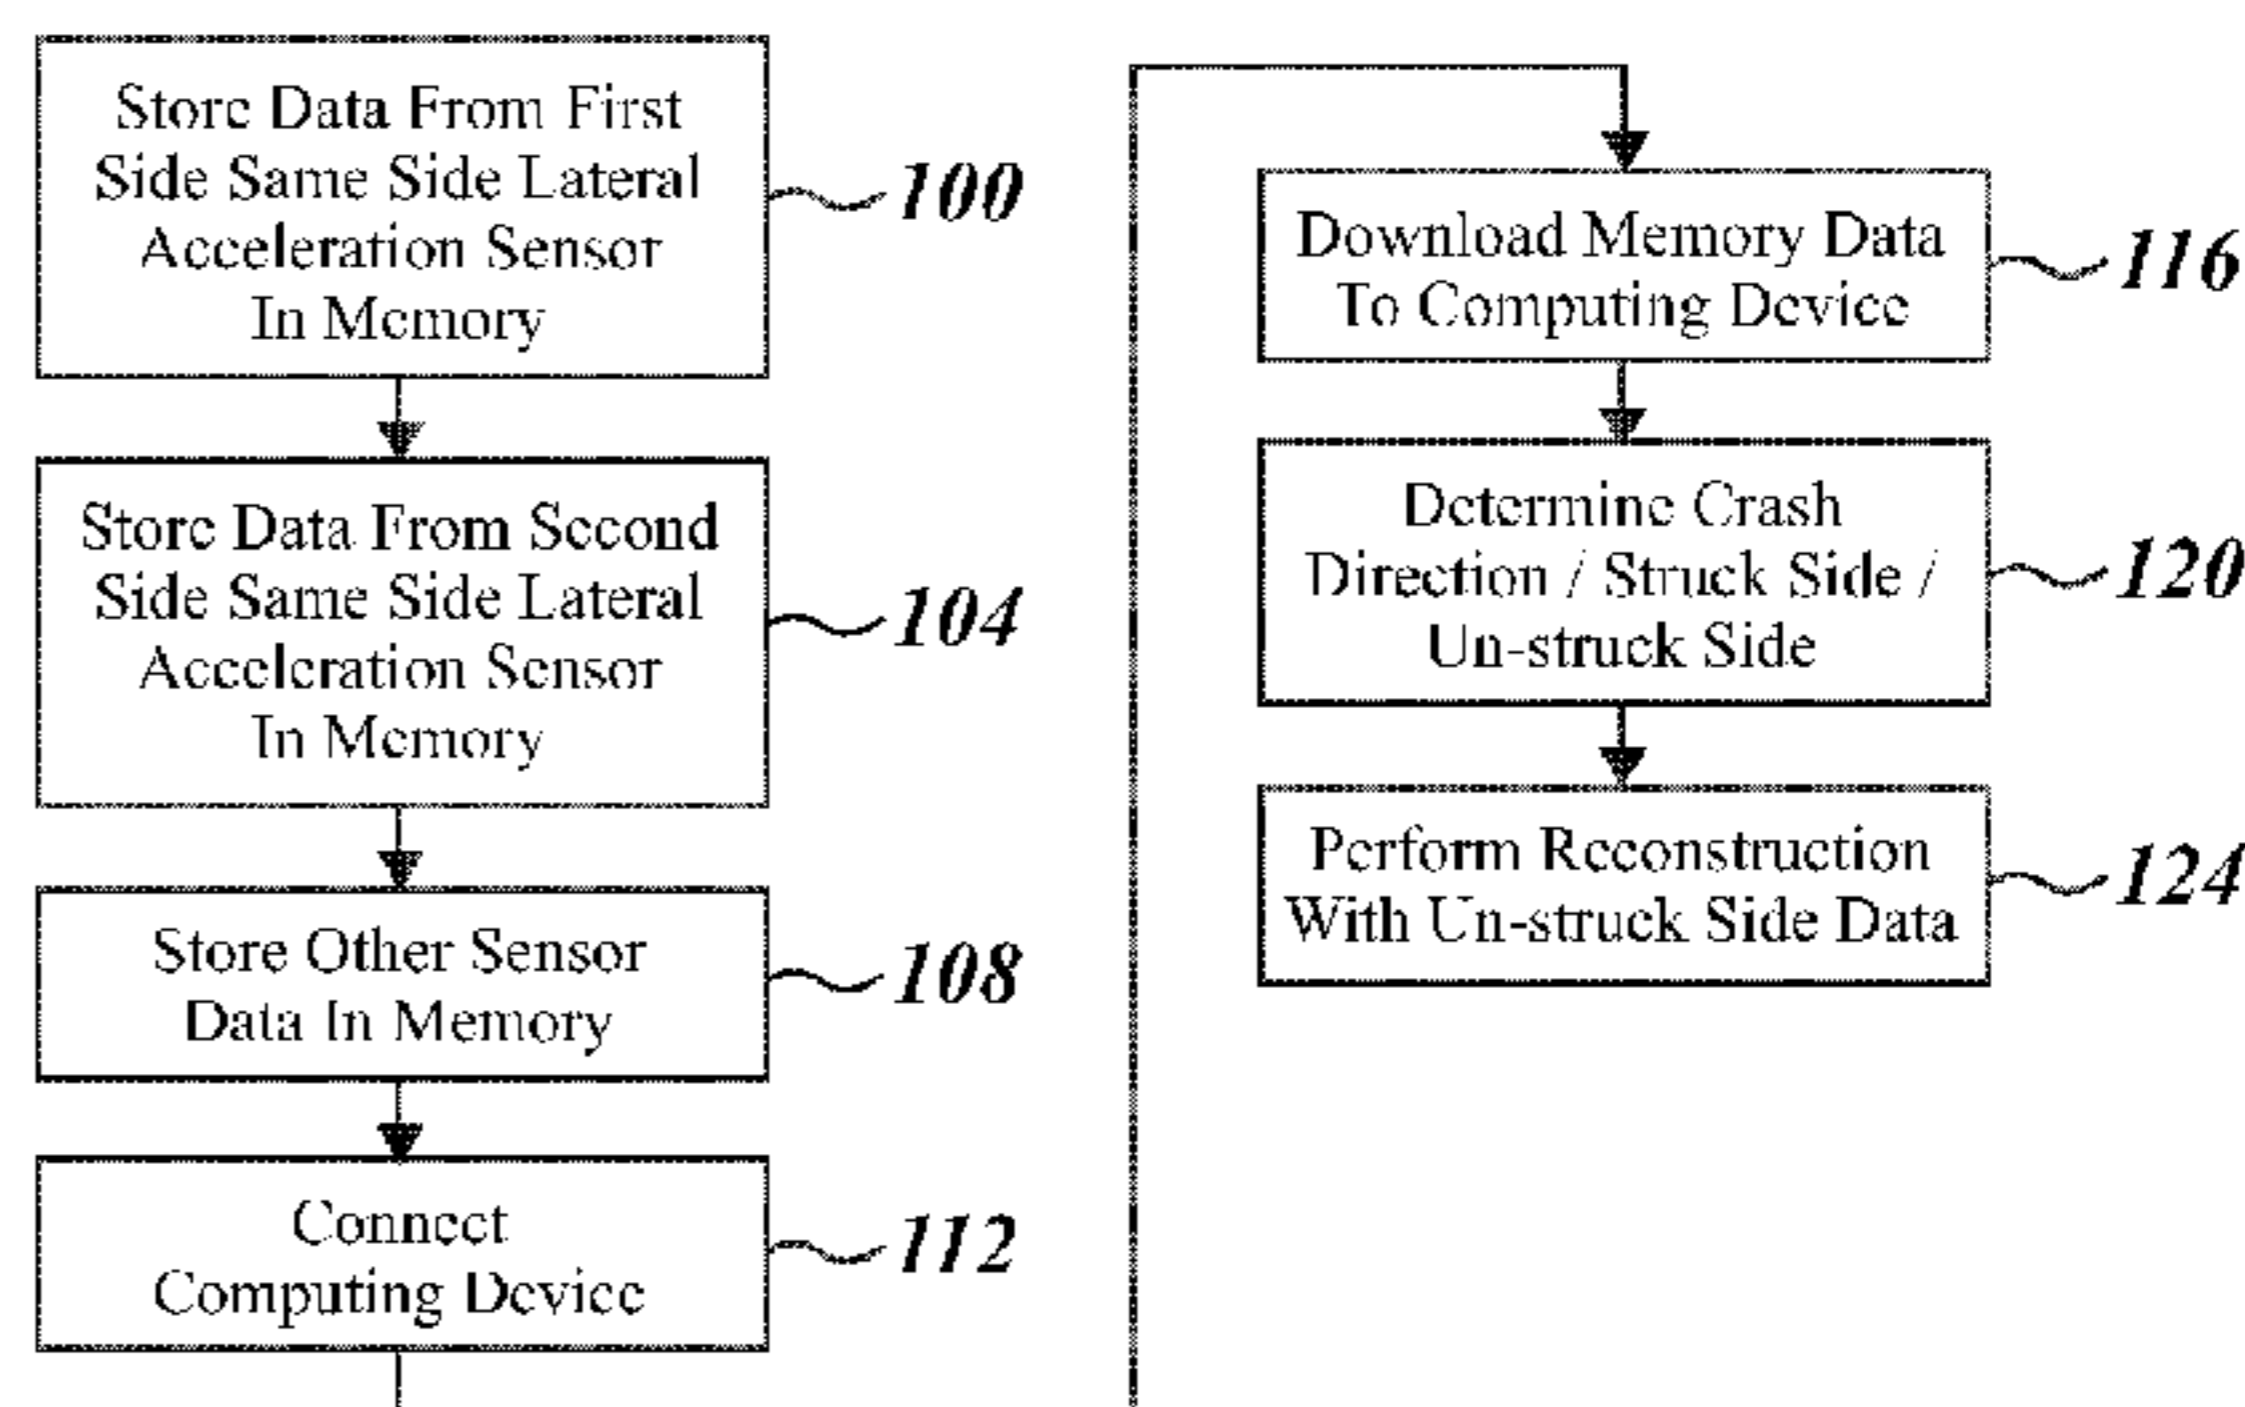 Store Data From First
Side Same Side Lateral
Acceleration Sensor
In Memory
100
Store Data From Second
Side Same Side Lateral
Acceleration Sensor
In Memory
104
Store Other Sensor
Data In Memory
108
Connect
Computing Device
112
Download Memory Data
To Computing Device
116
Determine Crash
Direction / Struck Side /
Un-struck Side
120
Perform Reconstruction
With Un-struck Side Data
124